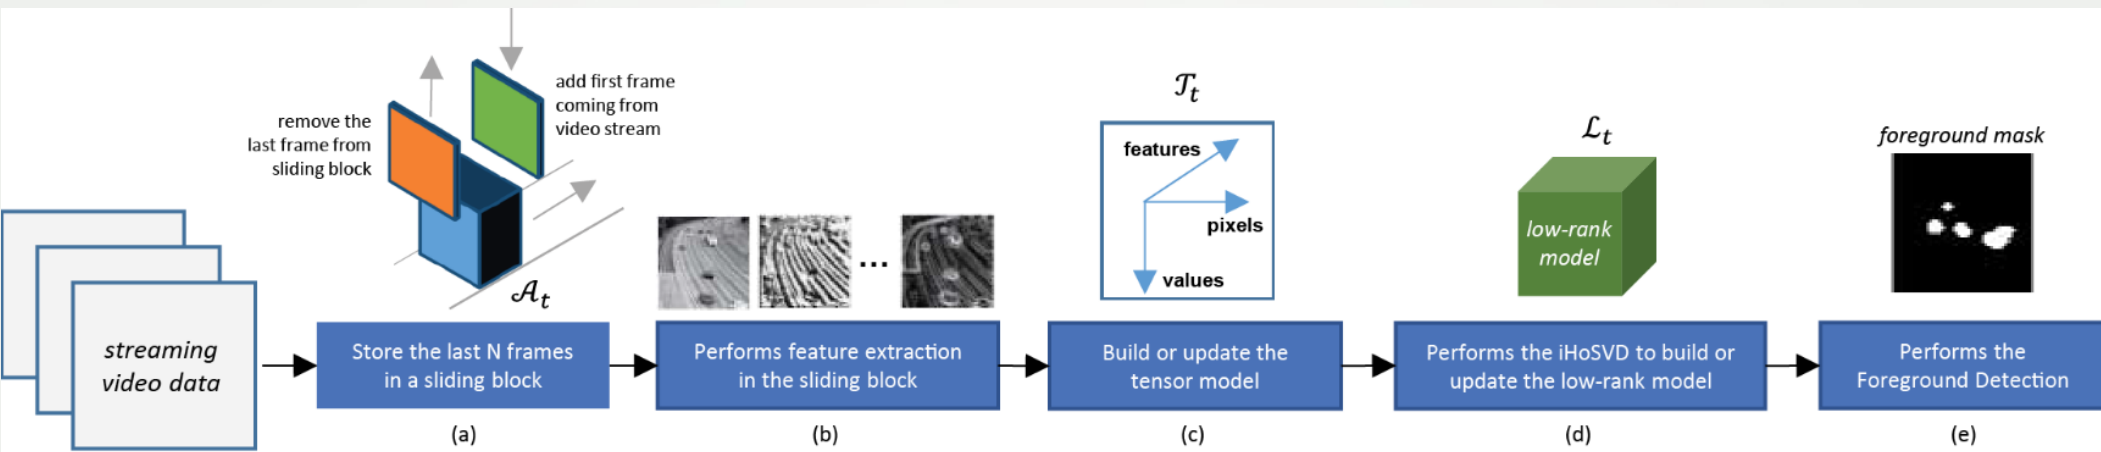 streaming
video data
remove the
last frame from
sliding block
add first frame
coming from
video stream
𝒜t
Store the last N frames
in a sliding block
(a)
...
Performs feature extraction
in the sliding block
(b)
𝒯t
features
pixels
values
Build or update the
tensor model
(c)
ℒt
low-rank
model
Performs the iHoSVD to build or
update the low-rank model
(d)
foreground mask
Performs the
Foreground Detection
(e)